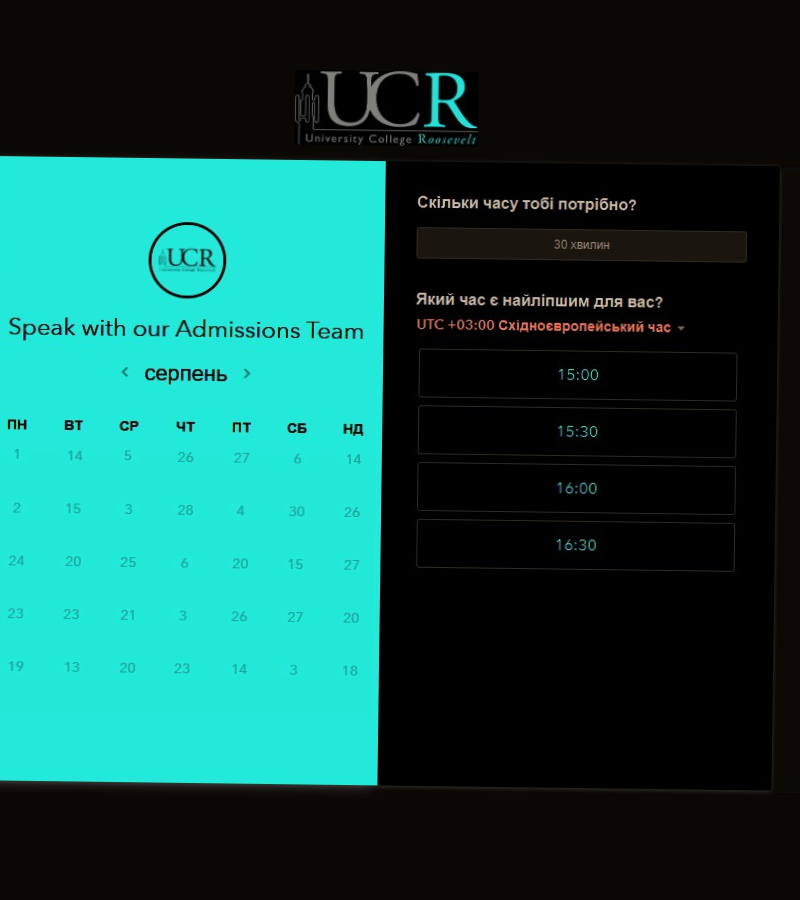 UCR
University College Roosevelt
UCR
Speak with our Admissions Team
серпень
ПН ВТ СР ЧТ ПТ СБ НД
1 14 5 26 27 6 14
2 15 3 28 4 30 26
24 20 25 6 20 15 27
23 23 21 3 26 27 20
19 13 20 23 14 3 18
Скільки часу тобі потрібно?
30 хвилин
Який час є найліпшим для вас?
UTC +03:00 Східноєвропейський час
15:00
15:30
16:00
16:30